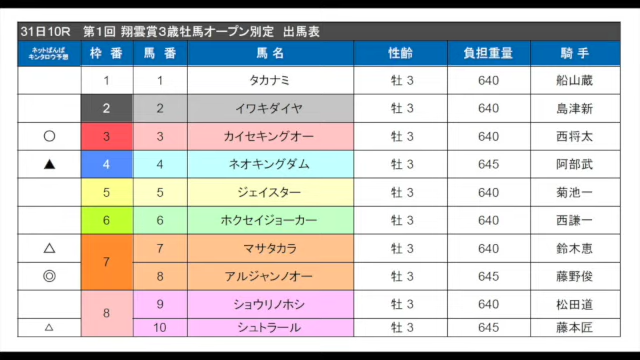 31日10R 第1回 翔雲賞3歳牡馬オープン別定 出馬表
ネットばんば キンタロウ予想 枠 番 馬 番 馬 名 性齢 負担重量 騎 手
1 1 タカナミ 牡 3 640 船山蔵
2 2 イワキダイヤ 牡 3 640 島津新
○ 3 3 カイセキングオー 牡 3 640 西将太
▲ 4 4 ネオキングダム 牡 3 645 阿部武
5 5 ジェイスター 牡 3 640 菊池一
6 6 ホクセイジョーカー 牡 3 640 西謙一
△ 7 7 マサタカラ 牡 3 640 鈴木恵
◎ 8 アルジャンノオー 牡 3 645 藤野俊
8 9 ショウリノホシ 牡 3 640 松田道
△ 10 シュトラール 牡 3 645 藤本匠